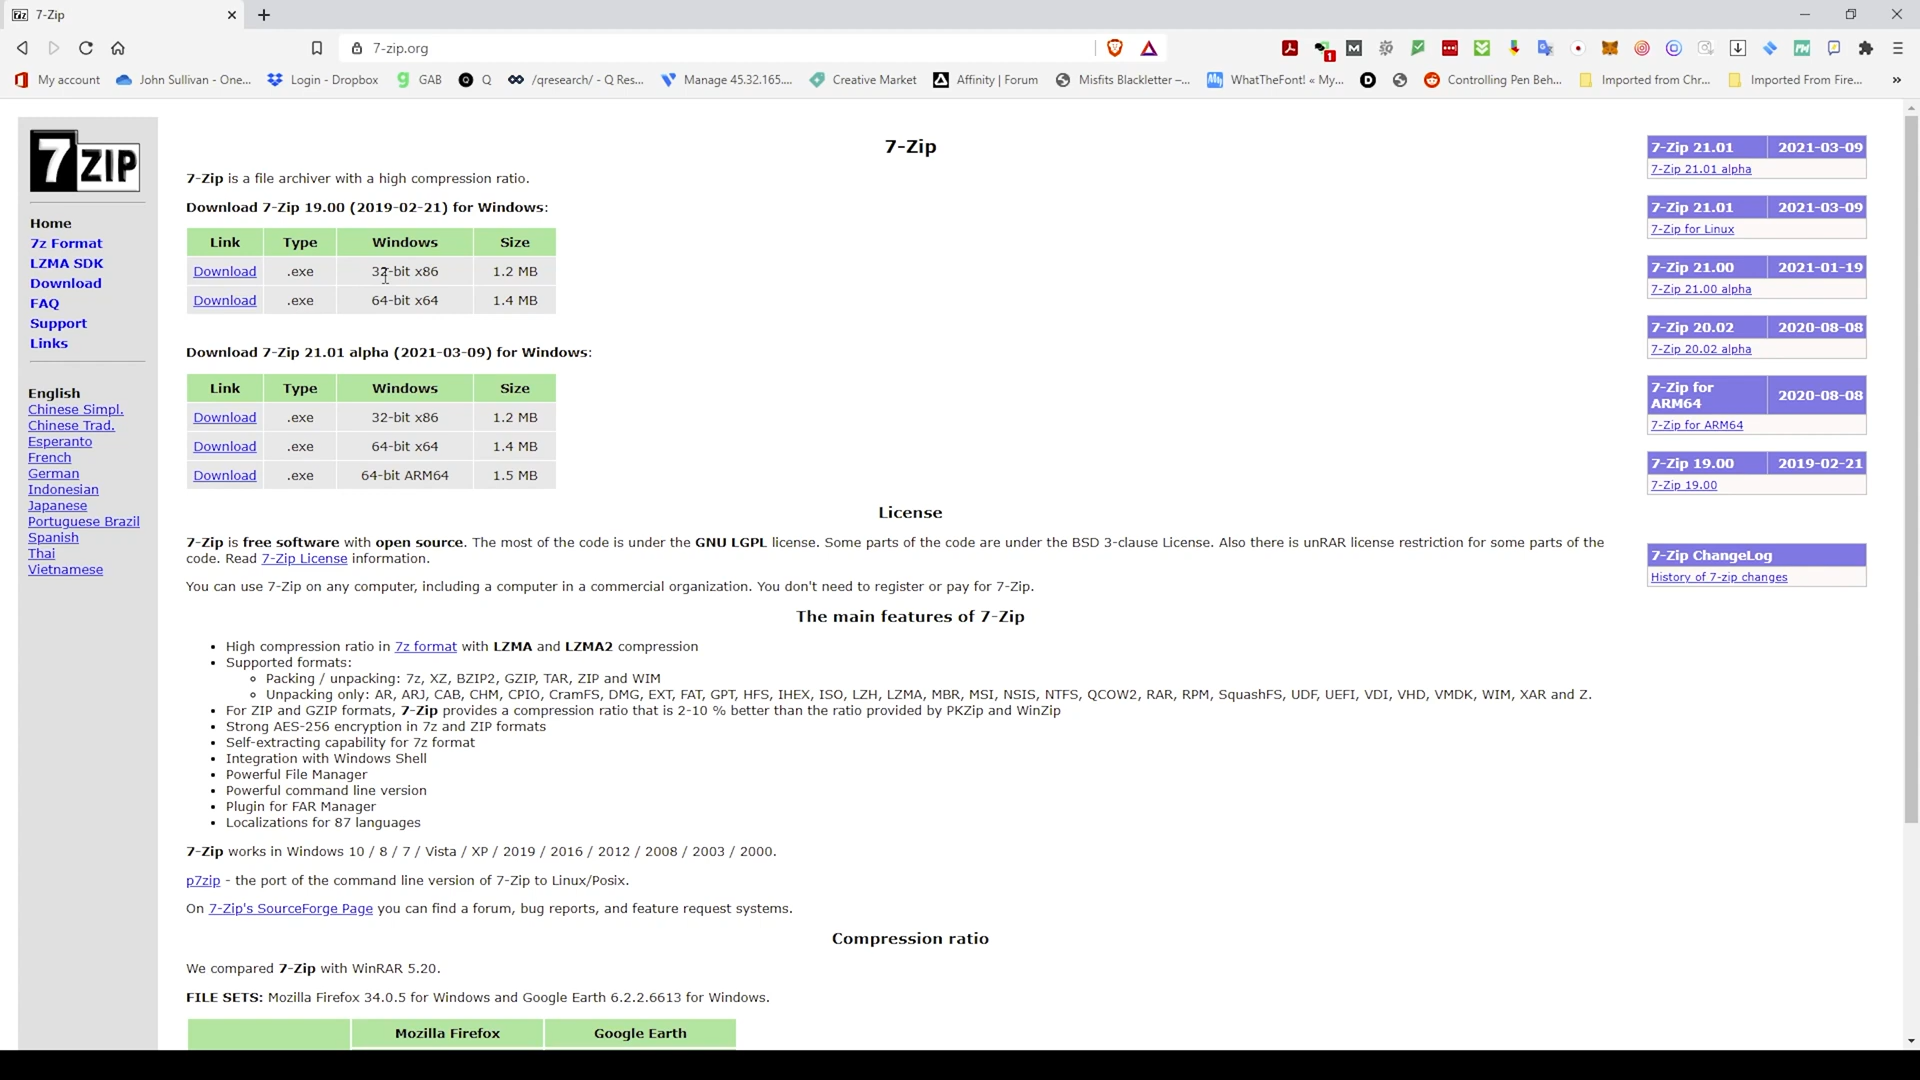 7-Zip
7-zip.org
1
My account
John Sullivan - One...
Login - Dropbox
GAB
Q
/qresearch/ - Q Res...
Manage 45.32.165....
Creative Market
Affinity | Forum
Misfits Blackletter –...
WhatTheFont! « My...
Controlling Pen Beh...
Imported from Chr...
Imported From Fire...
7ZIP
Home
7z Format
LZMA SDK
Download
FAQ
Support
Links
English
Chinese Simpl.
Chinese Trad.
Esperanto
French
German
Indonesian
Japanese
Portuguese Brazil
Spanish
Thai
Vietnamese
7-Zip
7-Zip is a file archiver with a high compression ratio.
Download 7-Zip 19.00 (2019-02-21) for Windows:
Link Type Windows Size
Download .exe 32-bit x86 1.2 MB
Download .exe 64-bit x64 1.4 MB
Download 7-Zip 21.01 alpha (2021-03-09) for Windows:
Link Type Windows Size
Download .exe 32-bit x86 1.2 MB
Download .exe 64-bit x64 1.4 MB
Download .exe 64-bit ARM64 1.5 MB
License
7-Zip is free software with open source. The most of the code is under the GNU LGPL license. Some parts of the code are under the BSD 3-clause License. Also there is unRAR license restriction for some parts of the
code. Read 7-Zip License information.
You can use 7-Zip on any computer, including a computer in a commercial organization. You don't need to register or pay for 7-Zip.
The main features of 7-Zip
• High compression ratio in 7z format with LZMA and LZMA2 compression
• Supported formats:
◦ Packing / unpacking: 7z, XZ, BZIP2, GZIP, TAR, ZIP and WIM
◦ Unpacking only: AR, ARJ, CAB, CHM, CPIO, CramFS, DMG, EXT, FAT, GPT, HFS, IHEX, ISO, LZH, LZMA, MBR, MSI, NSIS, NTFS, QCOW2, RAR, RPM, SquashFS, UDF, UEFI, VDI, VHD, VMDK, WIM, XAR and Z.
• For ZIP and GZIP formats, 7-Zip provides a compression ratio that is 2-10 % better than the ratio provided by PKZip and WinZip
• Strong AES-256 encryption in 7z and ZIP formats
• Self-extracting capability for 7z format
• Integration with Windows Shell
• Powerful File Manager
• Powerful command line version
• Plugin for FAR Manager
• Localizations for 87 languages
7-Zip works in Windows 10 / 8 / 7 / Vista / XP / 2019 / 2016 / 2012 / 2008 / 2003 / 2000.
p7zip - the port of the command line version of 7-Zip to Linux/Posix.
On 7-Zip's SourceForge Page you can find a forum, bug reports, and feature request systems.
Compression ratio
We compared 7-Zip with WinRAR 5.20.
FILE SETS: Mozilla Firefox 34.0.5 for Windows and Google Earth 6.2.2.6613 for Windows.
Mozilla Firefox Google Earth
7-Zip 21.01 2021-03-09
7-Zip 21.01 alpha
7-Zip 21.01 2021-03-09
7-Zip for Linux
7-Zip 21.00 2021-01-19
7-Zip 21.00 alpha
7-Zip 20.02 2020-08-08
7-Zip 20.02 alpha
7-Zip for
ARM64 2020-08-08
7-Zip for ARM64
7-Zip 19.00 2019-02-21
7-Zip 19.00
7-Zip ChangeLog
History of 7-zip changes